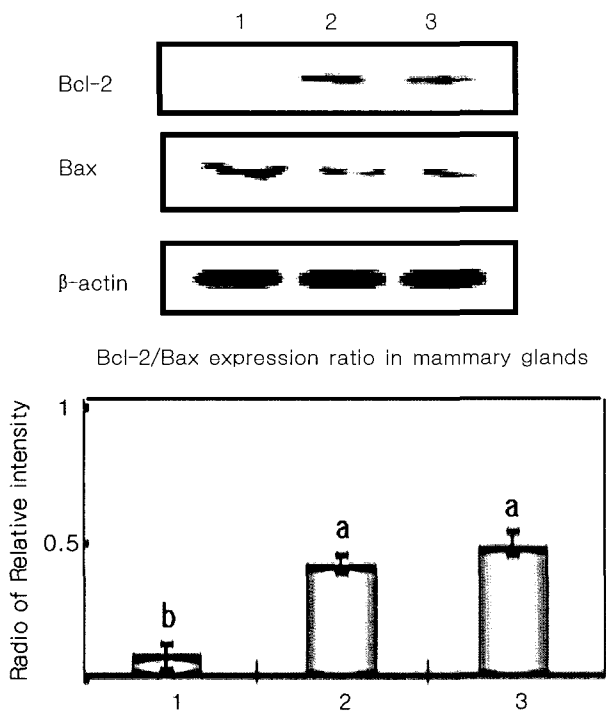 1 2 3
Bcl-2
Bax
β-actin
Bcl-2/Bax expression ratio in mammary glands
Radio of Relative intensity
1
0.5
b
a
a
1 2 3